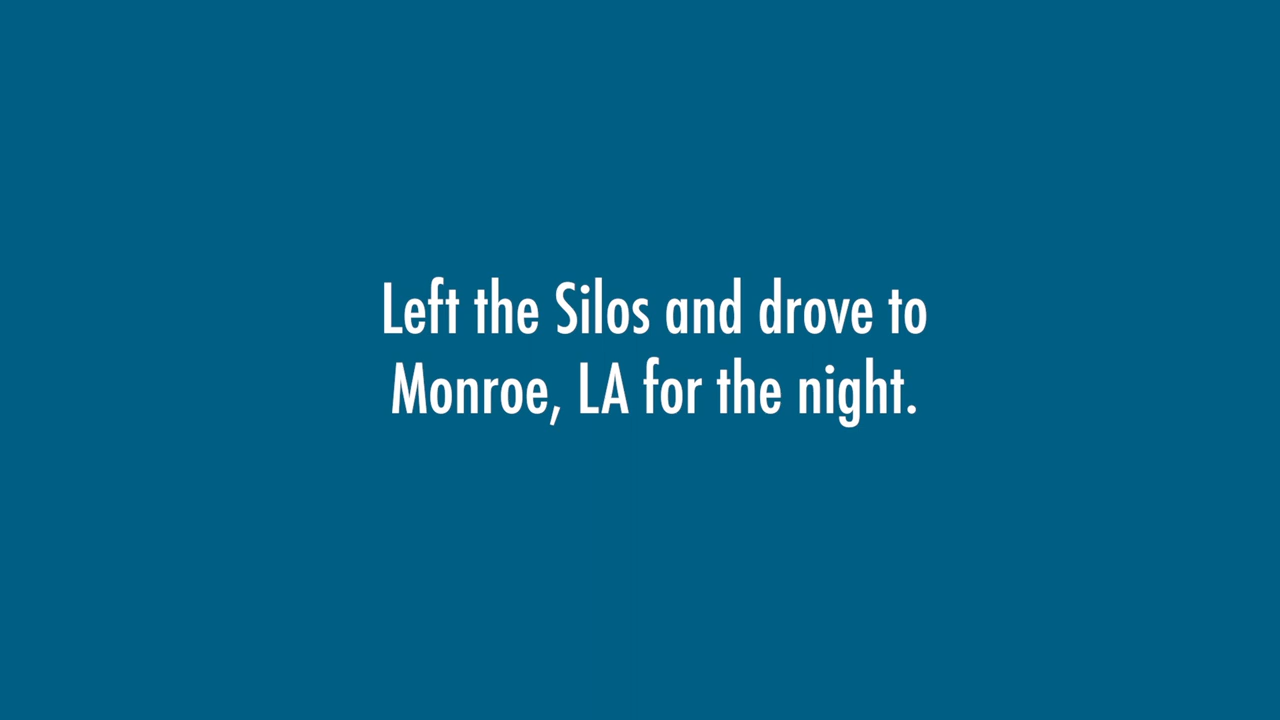 Left the Silos and drove to
Monroe, LA for the night.